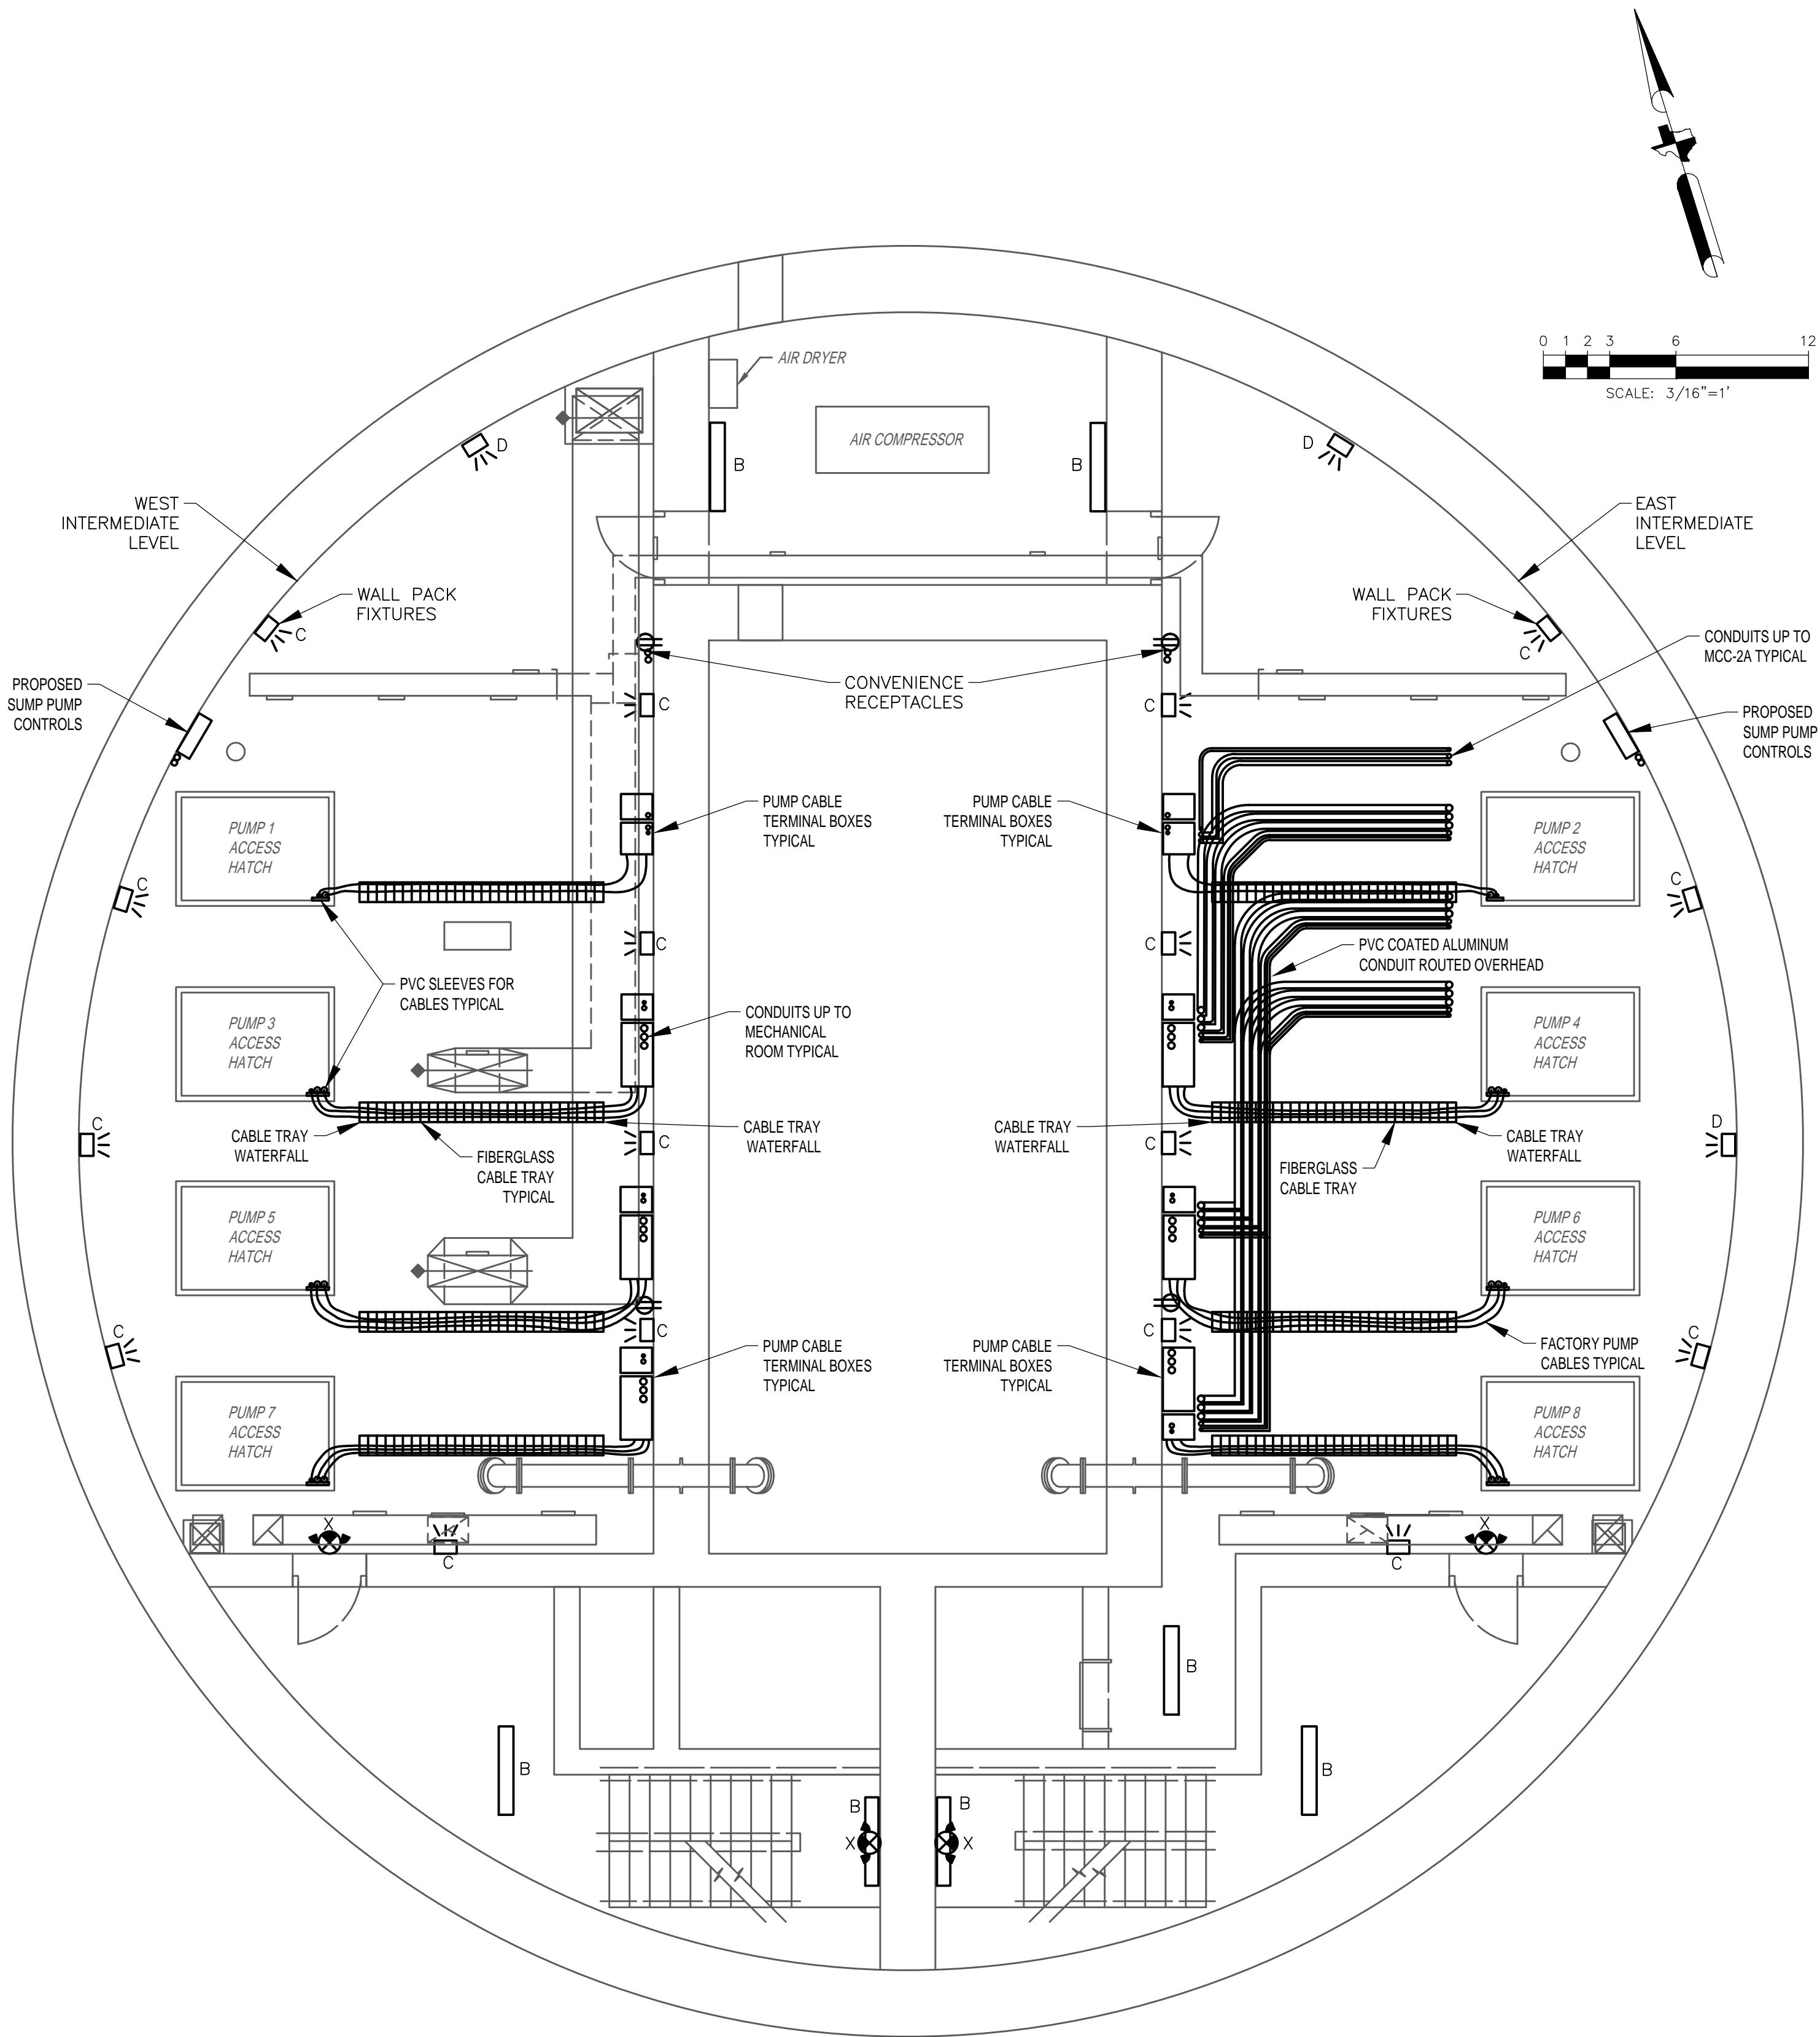 0 1 2 3 6 12
SCALE: 3/16"=1'
AIR DRYER
AIR COMPRESSOR
D
D
B
B
WEST
INTERMEDIATE
LEVEL
EAST
INTERMEDIATE
LEVEL
WALL PACK
FIXTURES
C
WALL PACK
FIXTURES
C
CONDUITS UP TO
MCC-2A TYPICAL
CONVENIENCE
RECEPTACLES
C
C
PROPOSED
SUMP PUMP
CONTROLS
PROPOSED
SUMP PUMP
CONTROLS
PUMP CABLE
TERMINAL BOXES
TYPICAL
PUMP CABLE
TERMINAL BOXES
TYPICAL
PUMP 1
ACCESS
HATCH
PUMP 2
ACCESS
HATCH
C
C
C
C
PVC COATED ALUMINUM
CONDUIT ROUTED OVERHEAD
PVC SLEEVES FOR
CABLES TYPICAL
CONDUITS UP TO
MECHANICAL
ROOM TYPICAL
PUMP 3
ACCESS
HATCH
PUMP 4
ACCESS
HATCH
C
CABLE TRAY
WATERFALL
FIBERGLASS
CABLE TRAY
TYPICAL
C
CABLE TRAY
WATERFALL
CABLE TRAY
WATERFALL
C
FIBERGLASS
CABLE TRAY
CABLE TRAY
WATERFALL
D
PUMP 5
ACCESS
HATCH
PUMP 6
ACCESS
HATCH
C
C
C
C
PUMP CABLE
TERMINAL BOXES
TYPICAL
PUMP CABLE
TERMINAL BOXES
TYPICAL
FACTORY PUMP
CABLES TYPICAL
PUMP 7
ACCESS
HATCH
PUMP 8
ACCESS
HATCH
X
C
C
X
B
B
B
B
B
X
X